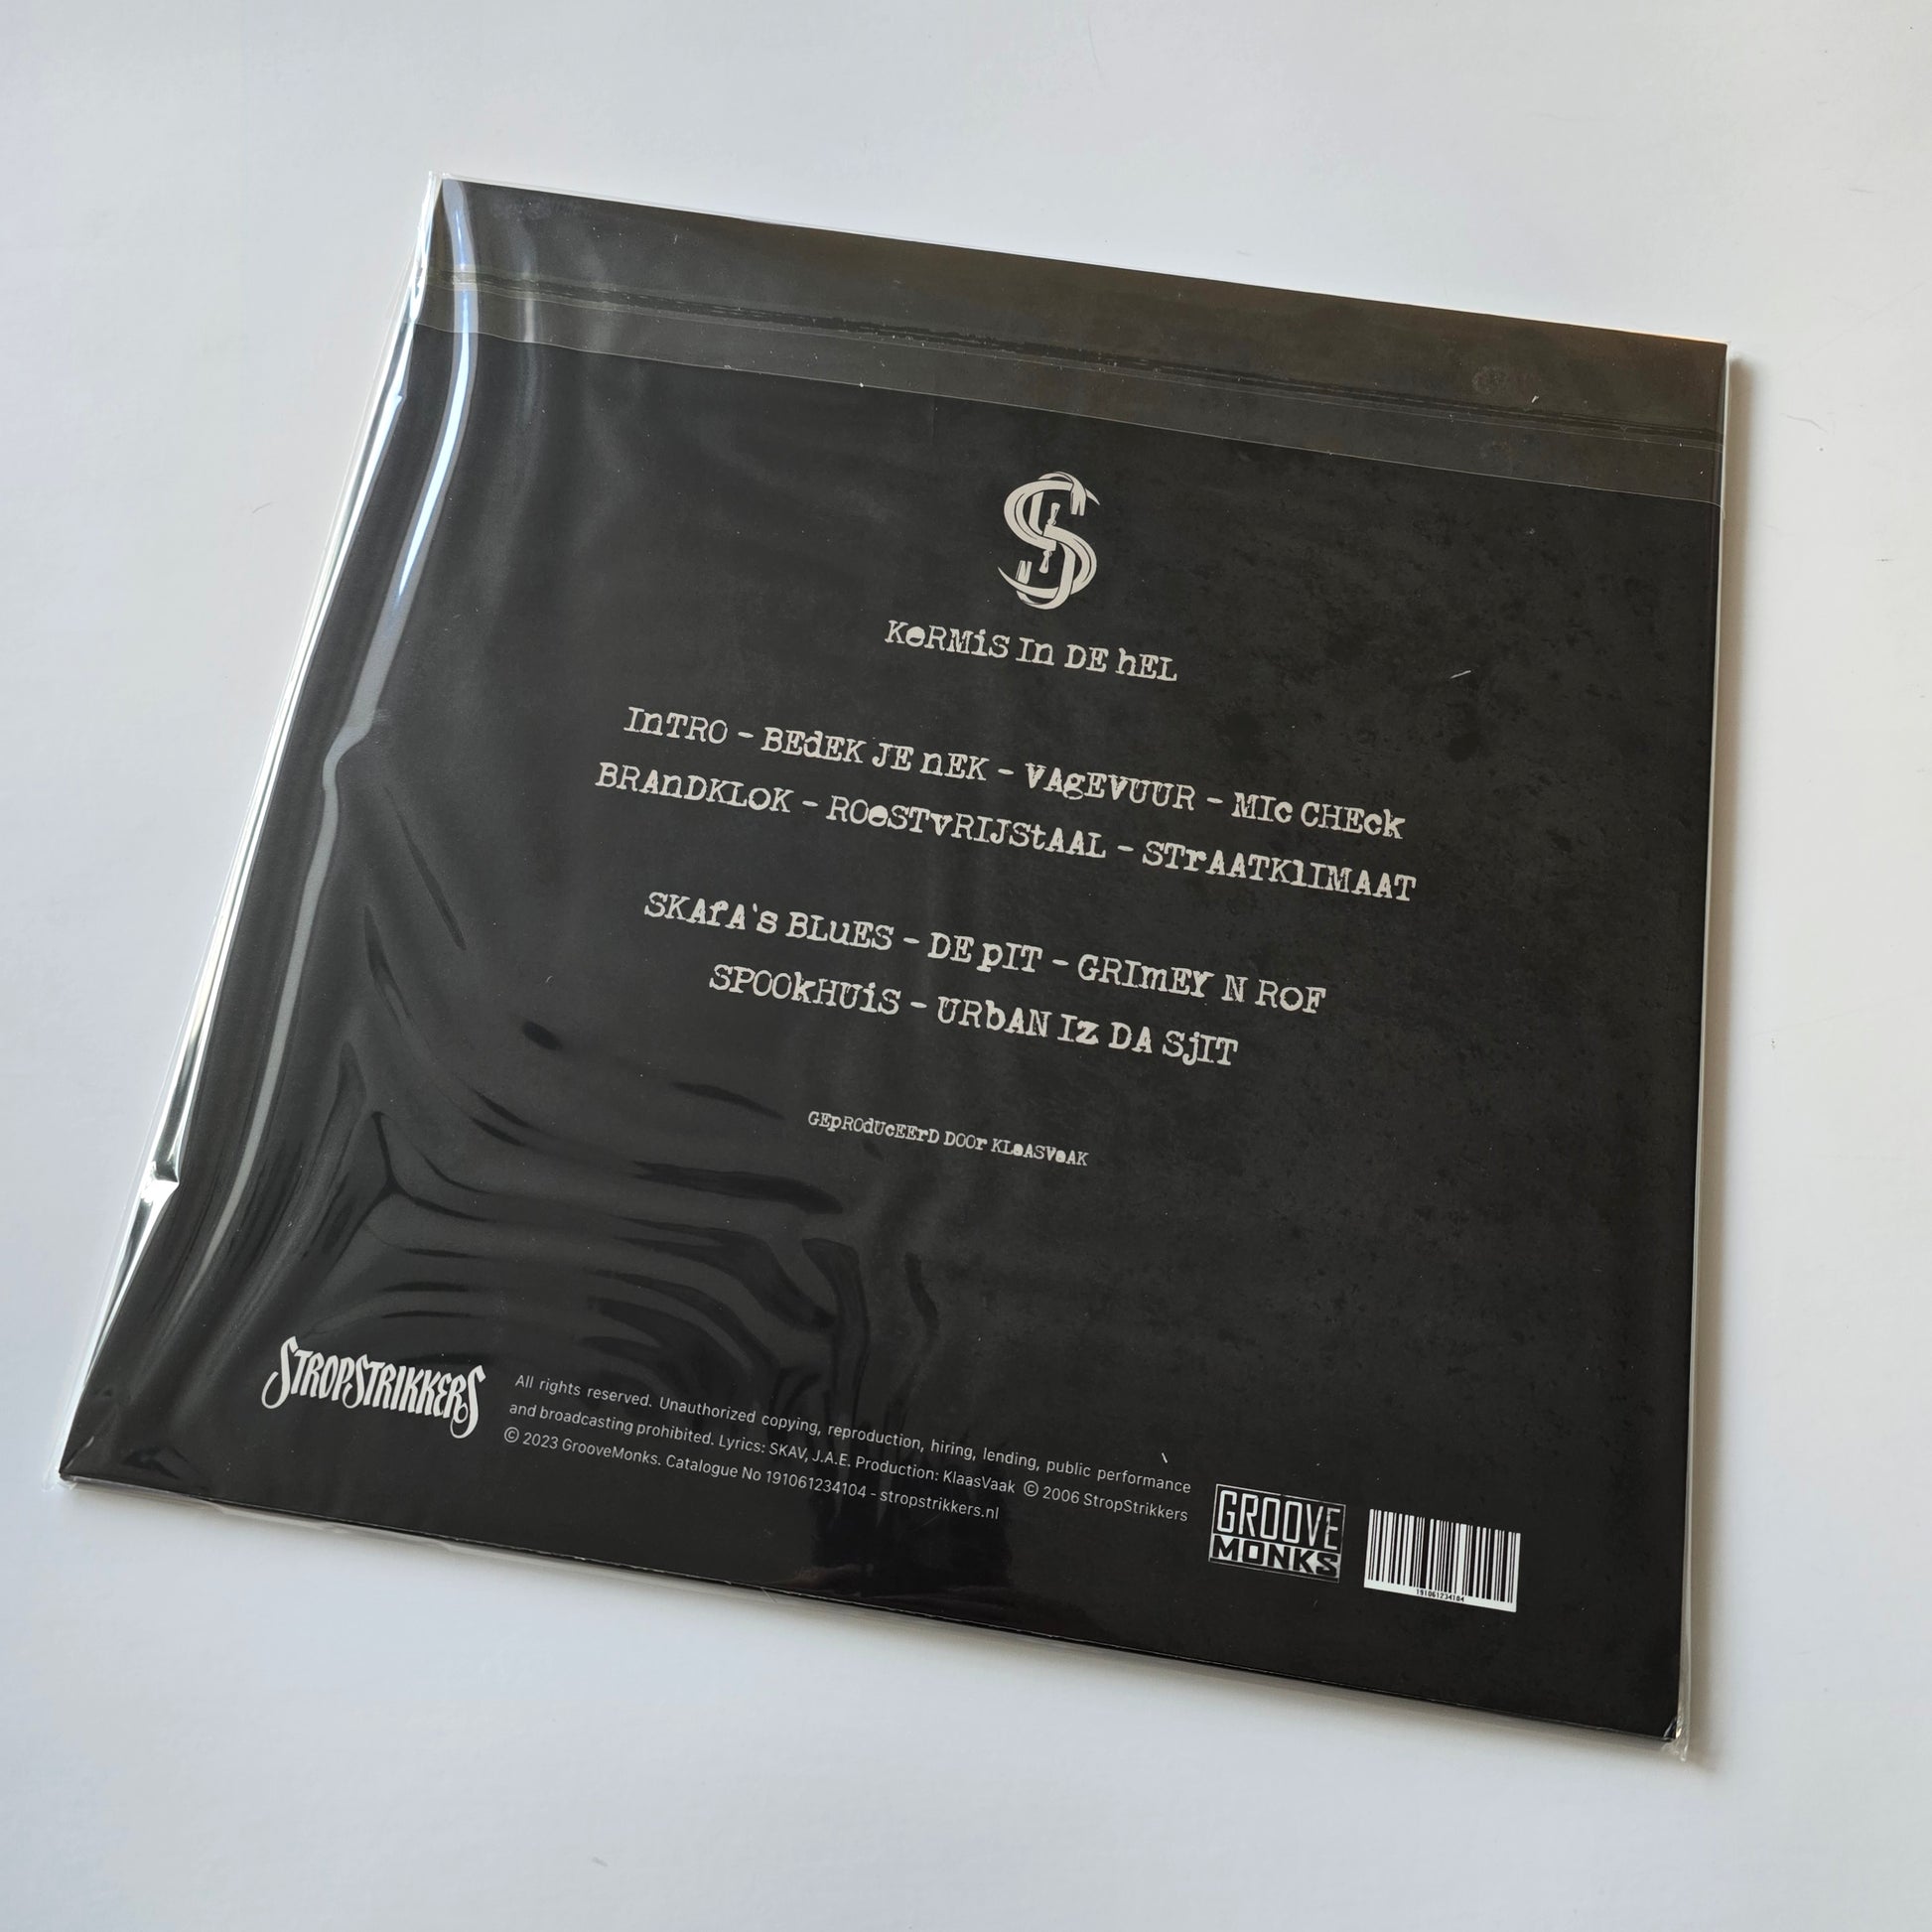 KeRMiS In DE hEL
InTRO - BEdEK JE nEK - VAgEVUUR - MIc CHEck
BRAnDKLOK - ROeSTvRIJStAAL - STrAATKlIMAAT
SKAfA`s BLuES - DE pIT - GRImEY N ROF
SPOOkHUiS - URbAN Iz DA SjIT
GEpROdUcEErD DOOr KLaASVaAK
STROPSTRIKKERS
All rights reserved. Unauthorized copying, reproduction, hiring, lending, public performance
and broadcasting prohibited. Lyrics: SKAV, J.A.E. Production: KlaasVaak © 2006 StropStrikkers
© 2023 GrooveMonks. Catalogue No 191061234104 - stropstrikkers.nl
GROOVE
MONKS
191061234104